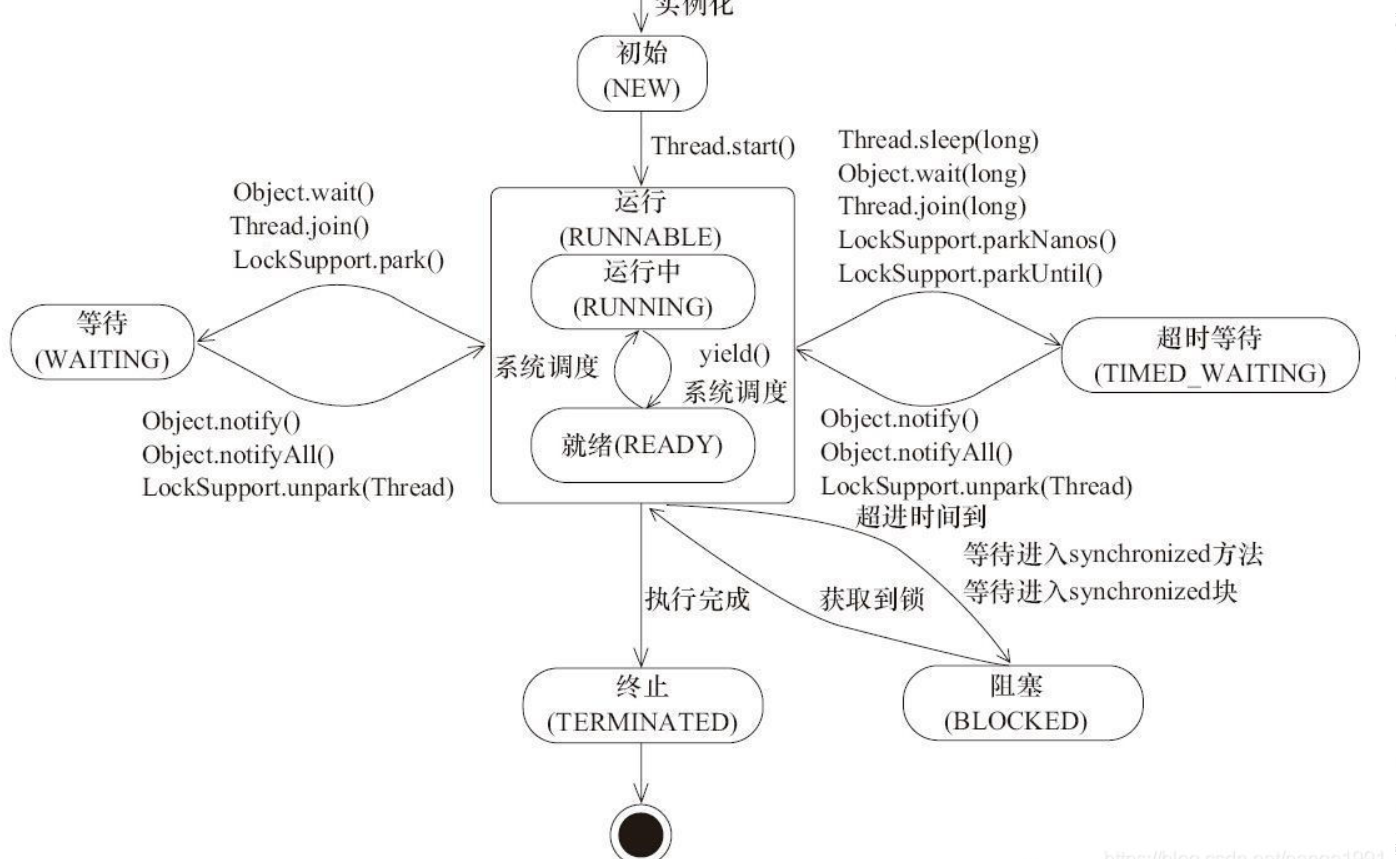 实例化
初始
(NEW)
Thread.start()
Object.wait()
Thread.join()
LockSupport.park()
Thread.sleep(long)
Object.wait(long)
Thread.join(long)
LockSupport.parkNanos()
LockSupport.parkUntil()
运行
(RUNNABLE)
运行中
(RUNNING)
系统调度
yield()
系统调度
就绪(READY)
等待
(WAITING)
超时等待
(TIMED_WAITING)
Object.notify()
Object.notifyAll()
LockSupport.unpark(Thread)
Object.notify()
Object.notifyAll()
LockSupport.unpark(Thread)
超进时间到
等待进入synchronized方法
等待进入synchronized块
获取到锁
执行完成
终止
(TERMINATED)
阻塞
(BLOCKED)